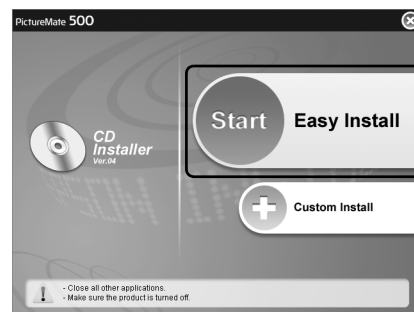 PictureMate 500
Start Easy Install
CD
Installer
Ver.04
Custom Install
- Close all other applications.
- Make sure the product is turned off.